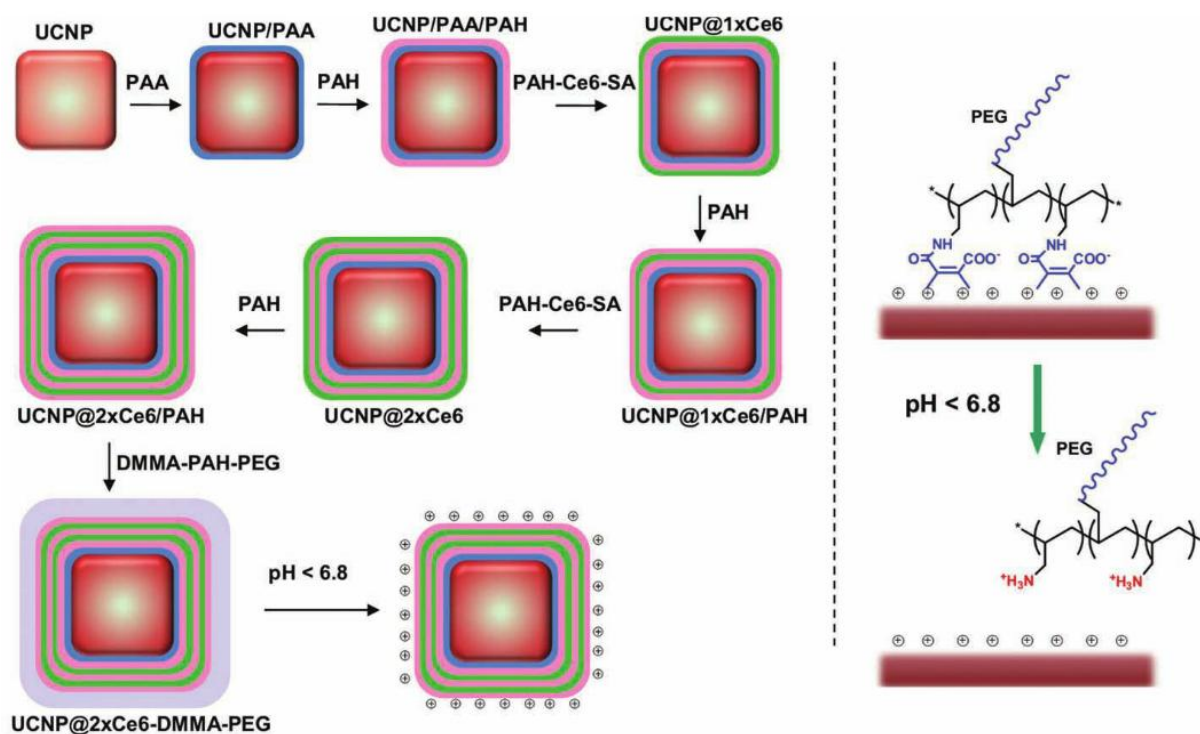 UCNP
UCNP/PAA
UCNP/PAA/PAH
UCNP@1xCe6
PAA
PAH
PAH-Ce6-SA
PAH
UCNP@2xCe6/PAH
PAH
UCNP@2xCe6
PAH-Ce6-SA
UCNP@1xCe6/PAH
DMMA-PAH-PEG
UCNP@2xCe6-DMMA-PEG
pH < 6.8
⊕ ⊕ ⊕ ⊕ ⊕ ⊕ ⊕
⊕ ⊕ ⊕ ⊕ ⊕ ⊕ ⊕
PEG
* ( ) ( ) ( ) *
NH NH
O COO⁻ O COO⁻
⊕ ⊕ ⊕ ⊕ ⊕ ⊕ ⊕ ⊕
pH < 6.8
PEG
* ( ) ( ) ( )
⁺H₃N ⁺H₃N
⊕ ⊕ ⊕ ⊕ ⊕ ⊕ ⊕ ⊕